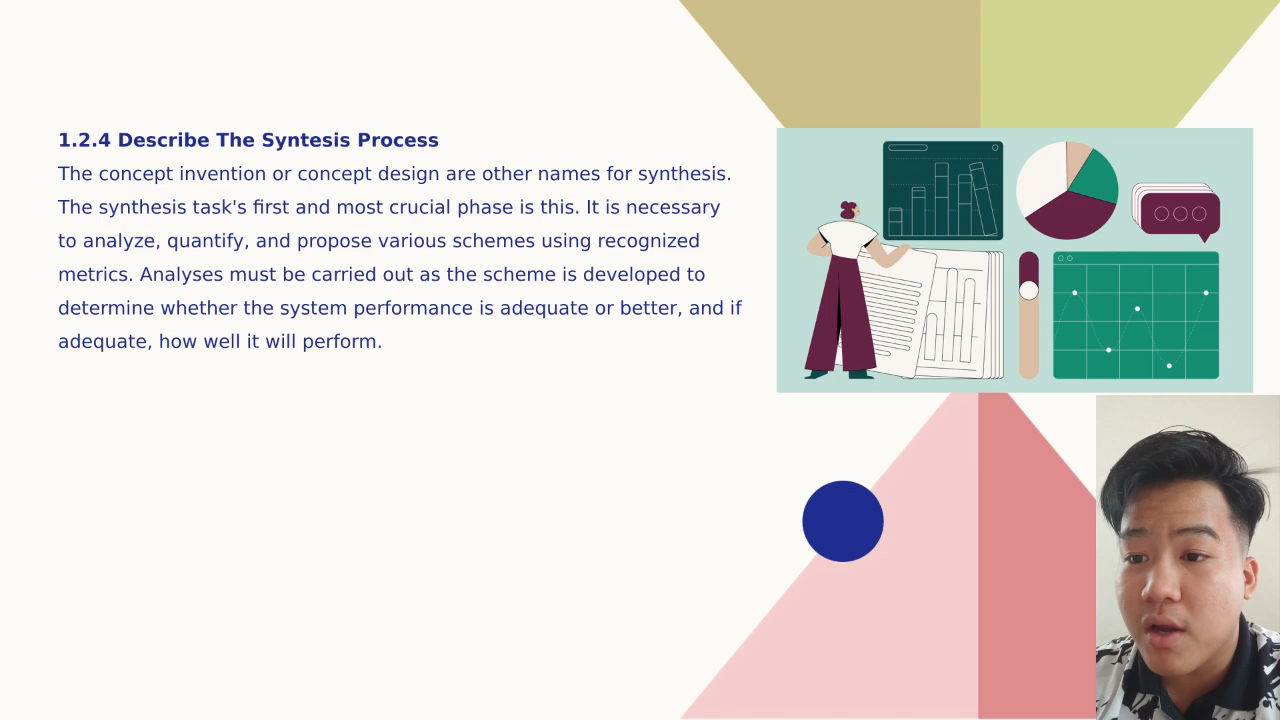 1.2.4 Describe The Syntesis Process
The concept invention or concept design are other names for synthesis.
The synthesis task's first and most crucial phase is this. It is necessary
to analyze, quantify, and propose various schemes using recognized
metrics. Analyses must be carried out as the scheme is developed to
determine whether the system performance is adequate or better, and if
adequate, how well it will perform.